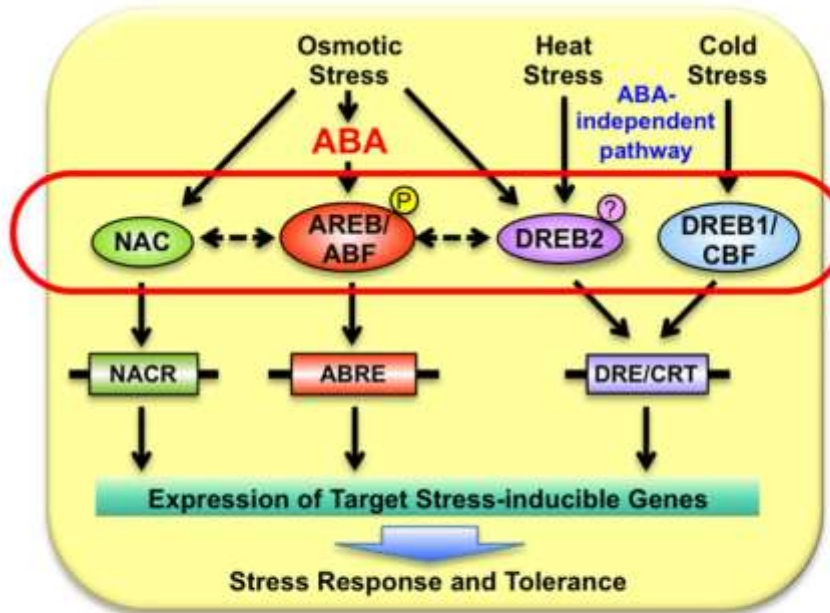 Osmotic
Stress
Heat
Stress
Cold
Stress
ABA
ABA-
independent
pathway
NAC
AREB/
ABF
P
DREB2
?
DREB1/
CBF
NACR
ABRE
DRE/CRT
Expression of Target Stress-inducible Genes
Stress Response and Tolerance